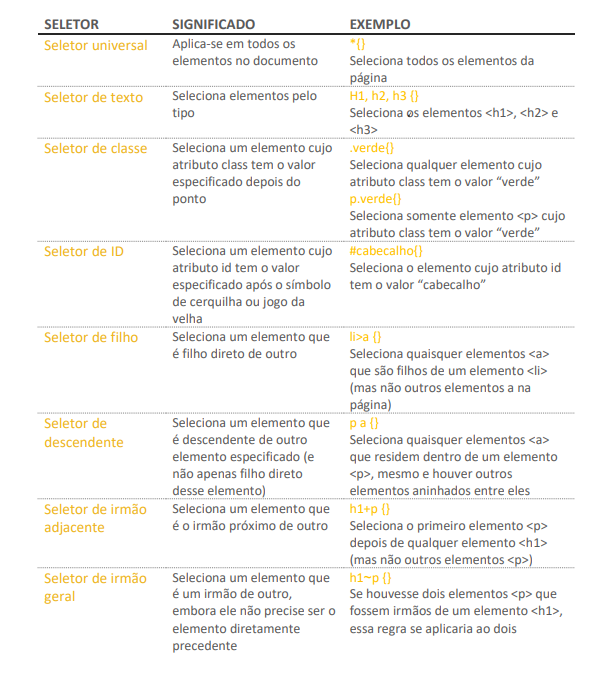 SELETOR SIGNIFICADO EXEMPLO
Seletor universal
Aplica-se em todos os
elementos no documento
*{}
Seleciona todos os elementos da
página
Seletor de texto
Seleciona elementos pelo
tipo
H1, h2, h3 {}
Seleciona os elementos <h1>, <h2> e
<h3>
Seletor de classe
Seleciona um elemento cujo
atributo class tem o valor
especificado depois do
ponto
.verde{}
Seleciona qualquer elemento cujo
atributo class tem o valor “verde”
p.verde{}
Seleciona somente elemento <p> cujo
atributo class tem o valor “verde”
Seletor de ID
Seleciona um elemento cujo
atributo id tem o valor
especificado após o símbolo
de cerquilha ou jogo da
velha
#cabecalho{}
Seleciona o elemento cujo atributo id
tem o valor “cabecalho”
Seletor de filho
Seleciona um elemento que
é filho direto de outro
li>a {}
Seleciona quaisquer elementos <a>
que são filhos de um elemento <li>
(mas não outros elementos a na
página)
Seletor de
descendente
Seleciona um elemento que
é descendente de outro
elemento especificado (e
não apenas filho direto
desse elemento)
p a {}
Seleciona quaisquer elementos <a>
que residem dentro de um elemento
<p>, mesmo e houver outros
elementos aninhados entre eles
Seletor de irmão
adjacente
Seleciona um elemento que
é o irmão próximo de outro
h1+p {}
Seleciona o primeiro elemento <p>
depois de qualquer elemento <h1>
(mas não outros elementos <p>)
Seletor de irmão
geral
Seleciona um elemento que
é um irmão de outro,
embora ele não precise ser o
elemento diretamente
precedente
h1~p {}
Se houvesse dois elementos <p> que
fossem irmãos de um elemento <h1>,
essa regra se aplicaria ao dois